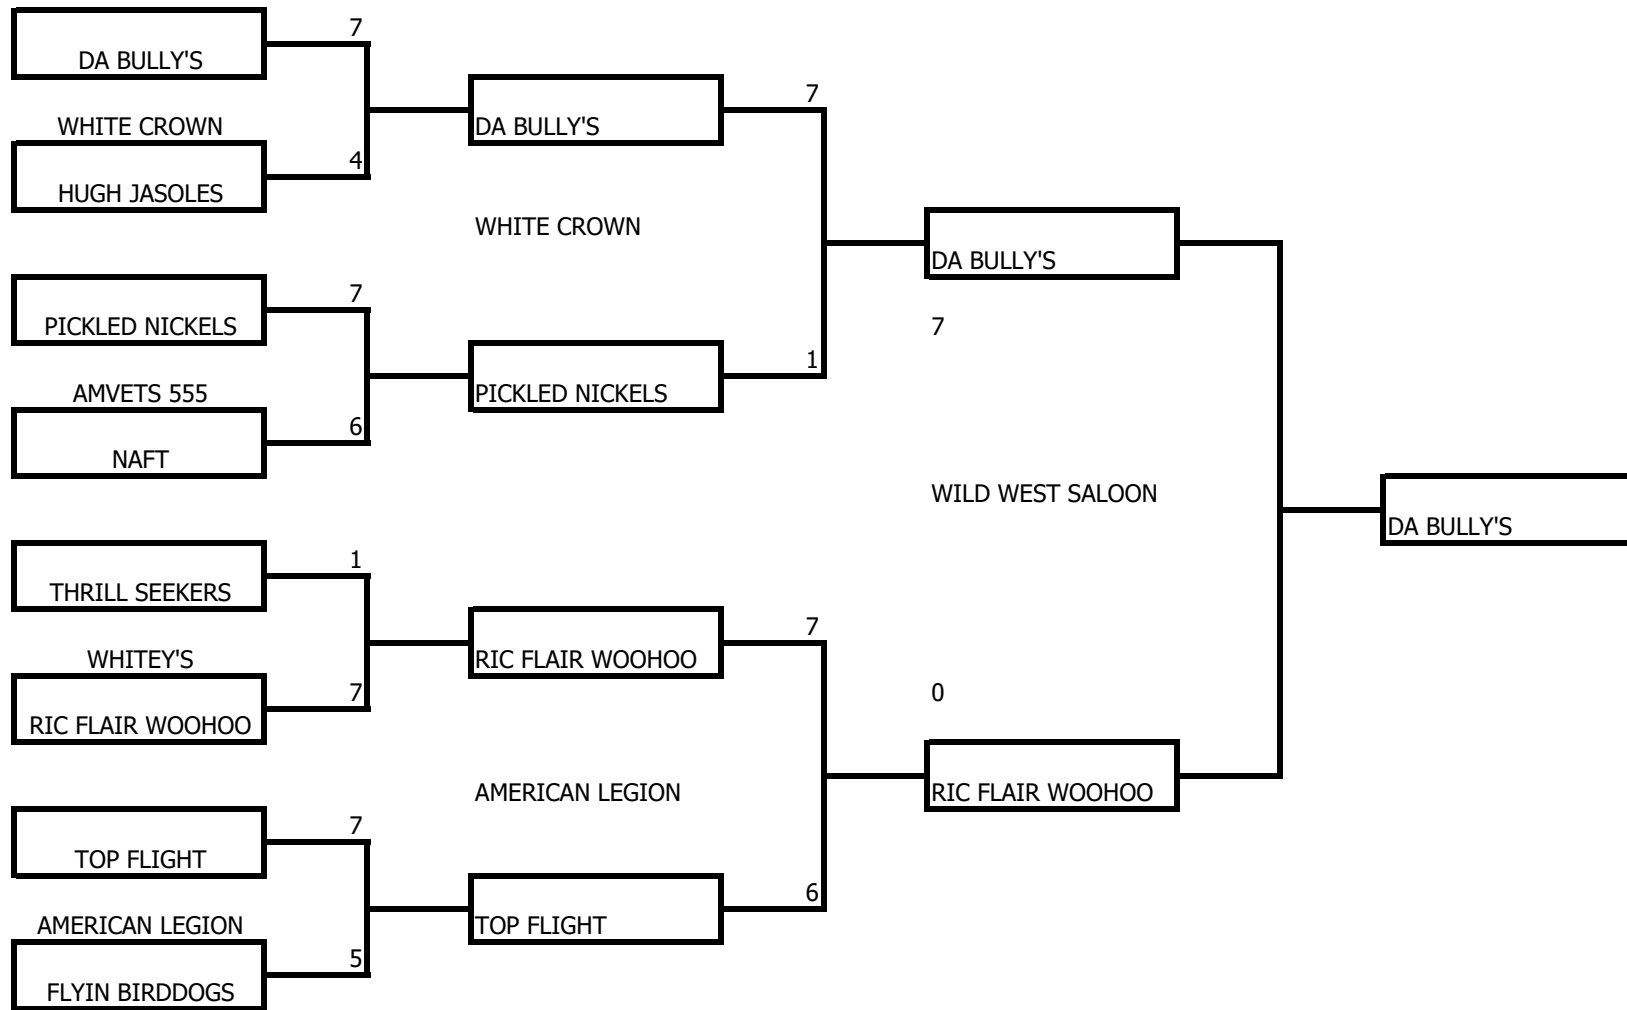 7
DA BULLY'S
WHITE CROWN
4
HUGH JASOLES
7
PICKLED NICKELS
AMVETS 555
6
NAFT
1
THRILL SEEKERS
WHITEY'S
7
RIC FLAIR WOOHOO
7
TOP FLIGHT
AMERICAN LEGION
5
FLYIN BIRDDOGS
7
DA BULLY'S
WHITE CROWN
1
PICKLED NICKELS
7
RIC FLAIR WOOHOO
AMERICAN LEGION
6
TOP FLIGHT
DA BULLY'S
7
WILD WEST SALOON
0
RIC FLAIR WOOHOO
DA BULLY'S